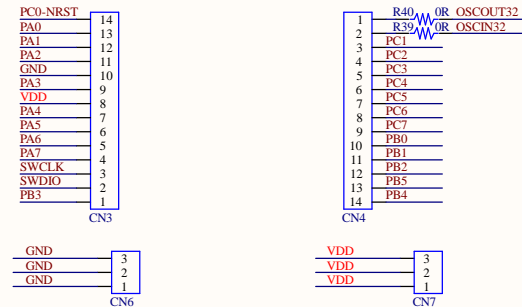 PC0-NRST 14
PA0 13
PA1 12
PA2 11
GND 10
PA3 9
VDD 8
PA4 7
PA5 6
PA6 5
PA7 4
SWCLK 3
SWDIO 2
PB3 1
CN3
1 R40 0R OSCOUT32
2 R39 0R OSCIN32
3 PC1
4 PC2
5 PC3
6 PC4
7 PC5
8 PC6
9 PC7
10 PB0
11 PB1
12 PB2
13 PB5
14 PB4
CN4
GND 3
GND 2
GND 1
CN6
VDD 3
VDD 2
VDD 1
CN7